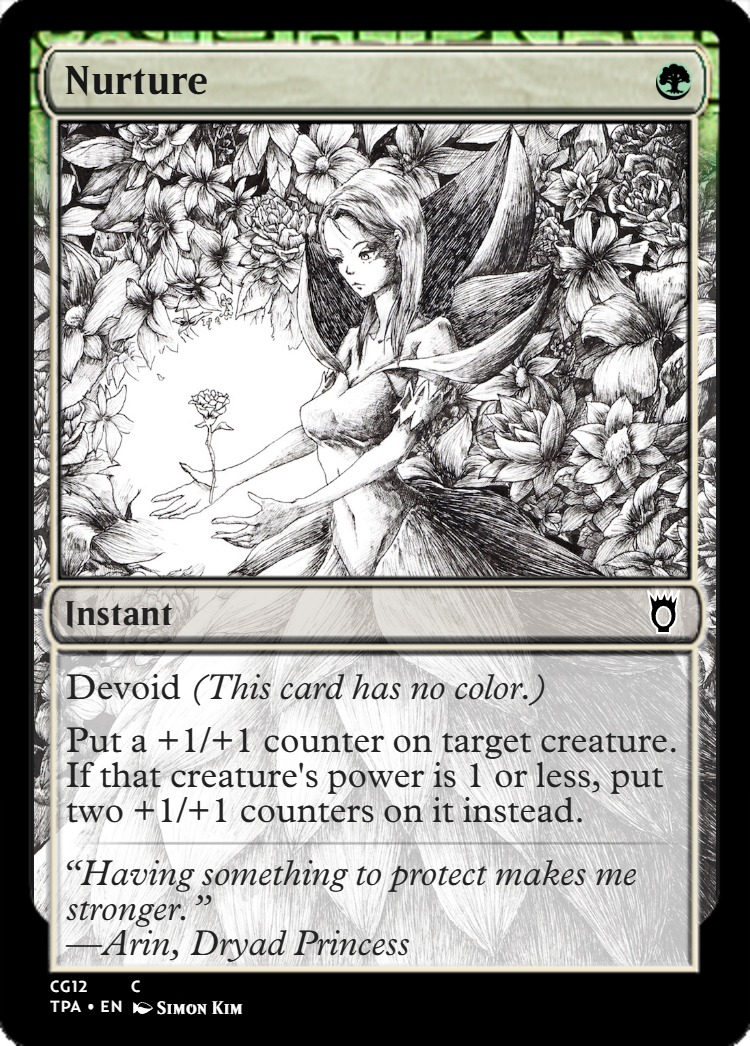 Nurture
Instant
Devoid (This card has no color.)
Put a +1/+1 counter on target creature.
If that creature's power is 1 or less, put
two +1/+1 counters on it instead.
“Having something to protect makes me
stronger.”
—Arin, Dryad Princess
CG12 C
TPA • EN SIMON KIM